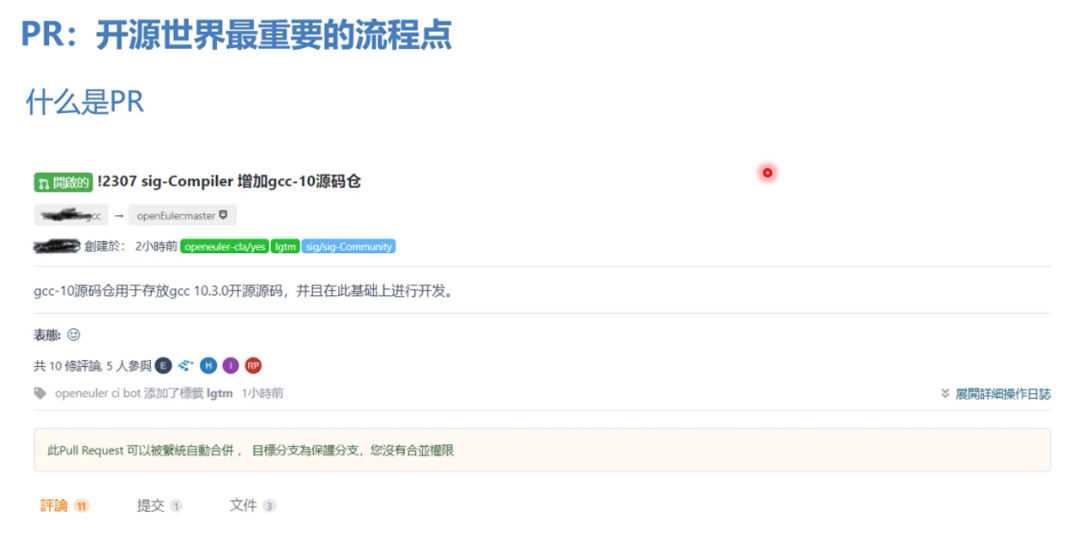 PR：开源世界最重要的流程点
什么是PR
開啟的 !2307 sig-Compiler 增加gcc-10源码仓
gcc → openEuler:master
創建於： 2小時前 openeuler-cla/yes lgtm sig/sig-Community
gcc-10源码仓用于存放gcc 10.3.0开源源码，并且在此基础上进行开发。
表態:
共 10 條評論, 5 人參與 E H I RP
openeuler ci bot 添加了標籤 lgtm 1小時前 展開詳細操作日誌
此Pull Request 可以被繫統自動合併， 目標分支為保護分支，您沒有合並權限
評論 11 提交 1 文件 3